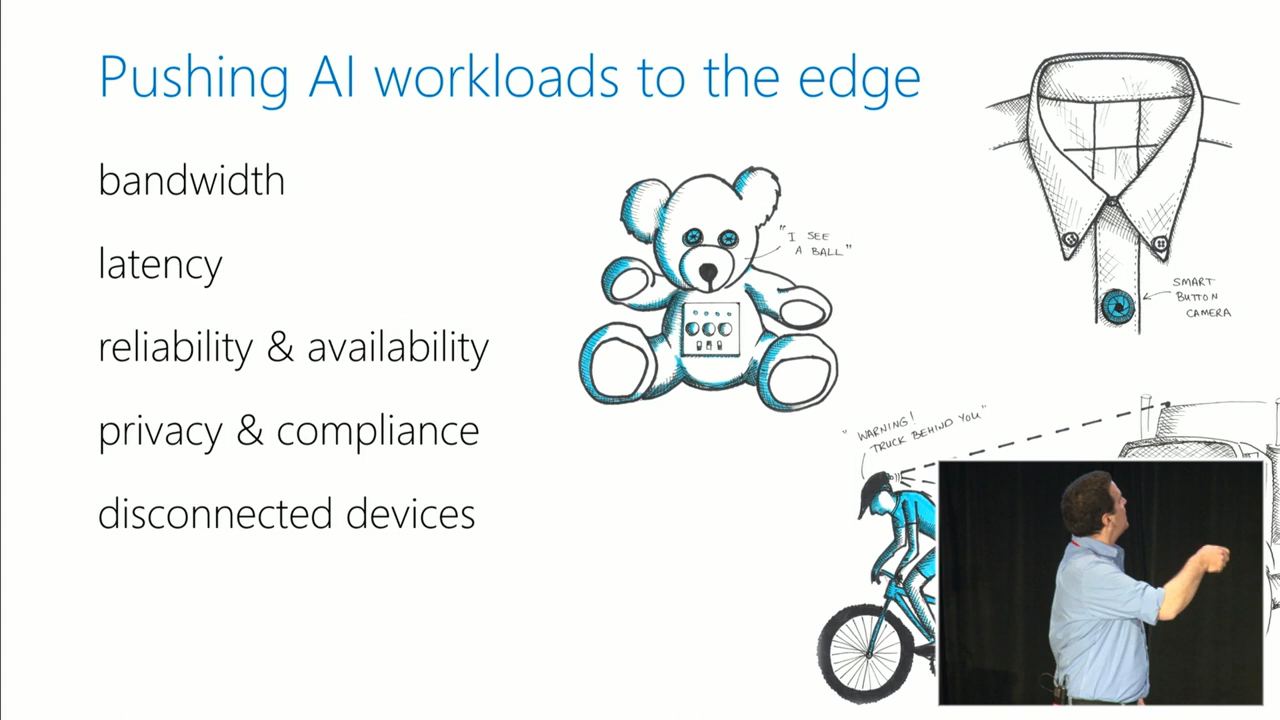 Pushing AI workloads to the edge
bandwidth
latency
reliability & availability
privacy & compliance
disconnected devices
"I SEE
A BALL"
SMART
BUTTON
CAMERA
"WARNING!
TRUCK BEHIND YOU"